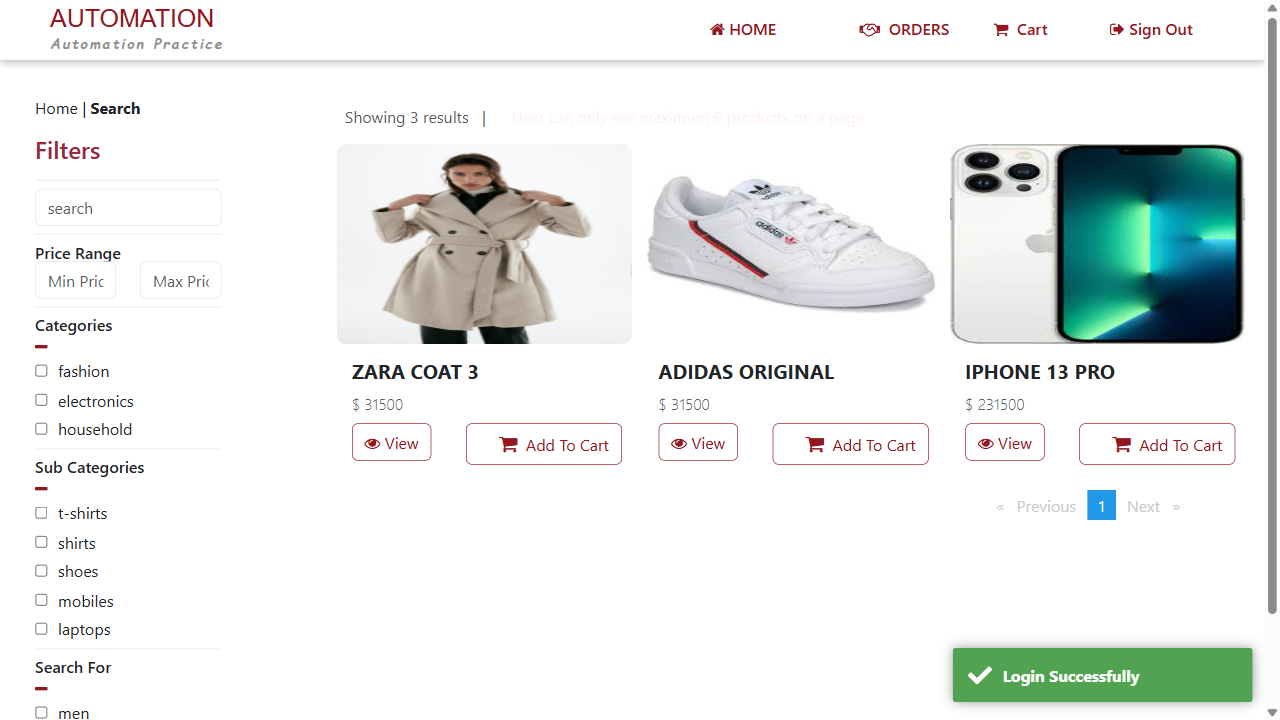 AUTOMATION
Automation Practice
HOME
ORDERS
Cart
Sign Out
Home | Search
Filters
search
Price Range
Min Pric
Max Pric
Categories
fashion
electronics
household
Sub Categories
t-shirts
shirts
shoes
mobiles
laptops
Search For
men
Showing 3 results |
User can only see maximum 9 products on a page
adidas
ZARA COAT 3
$ 31500
View
Add To Cart
ADIDAS ORIGINAL
$ 31500
View
Add To Cart
IPHONE 13 PRO
$ 231500
View
Add To Cart
« Previous 1 Next »
Login Successfully